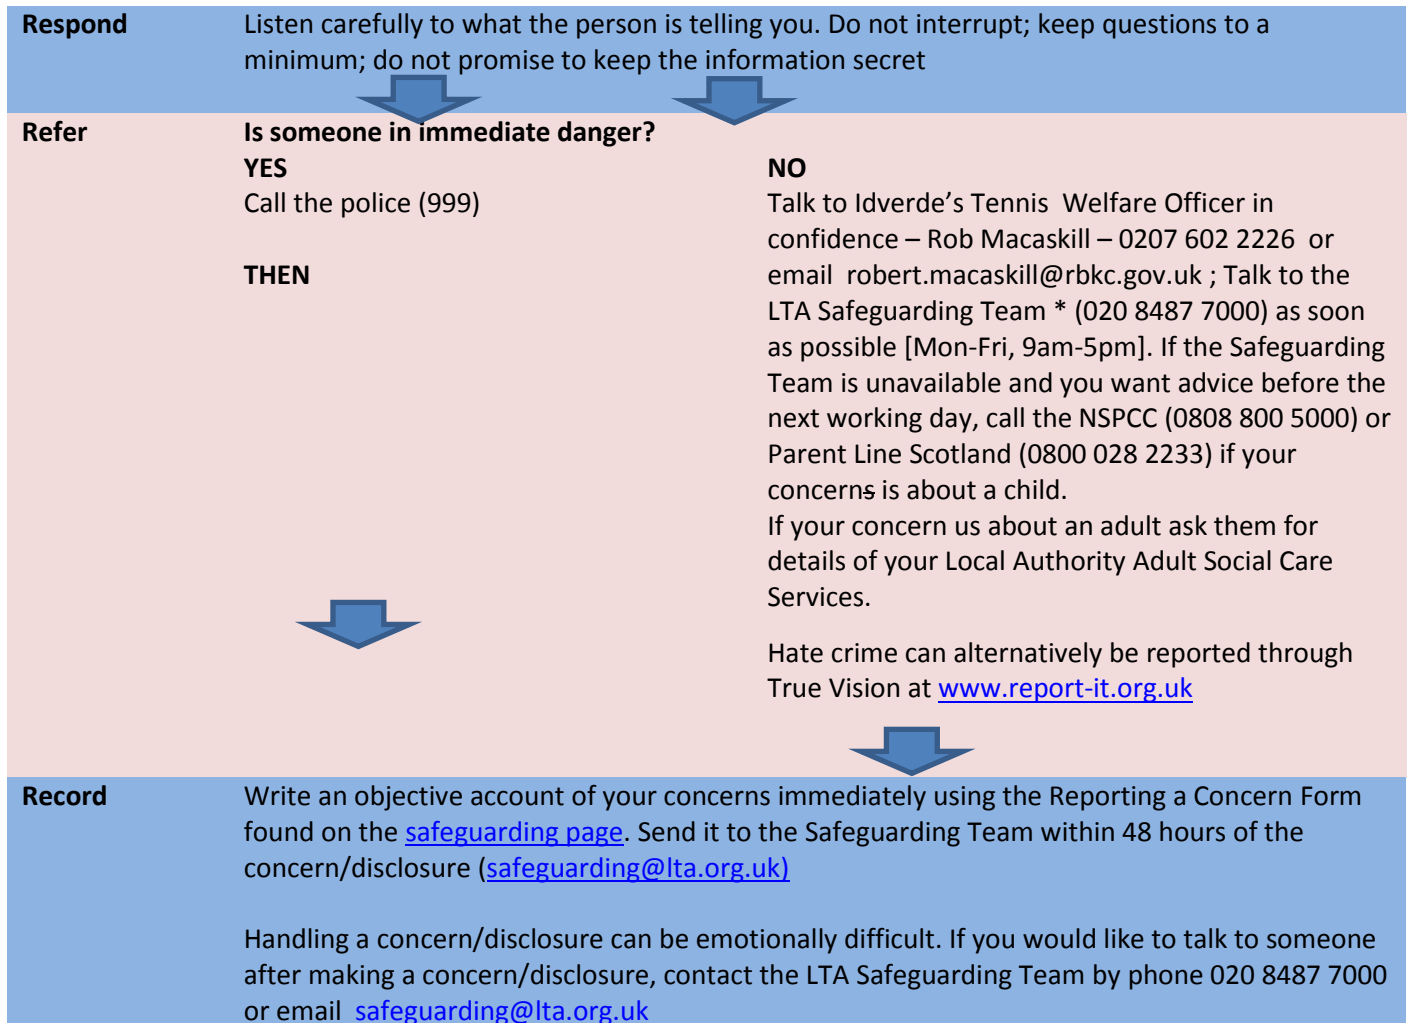 Respond
Listen carefully to what the person is telling you. Do not interrupt; keep questions to a
minimum; do not promise to keep the information secret
Refer
Is someone in immediate danger?
YES
Call the police (999)
THEN
NO
Talk to Idverde’s Tennis  Welfare Officer in
confidence – Rob Macaskill – 0207 602 2226  or
email  robert.macaskill@rbkc.gov.uk ; Talk to the
LTA Safeguarding Team * (020 8487 7000) as soon
as possible [Mon-Fri, 9am-5pm]. If the Safeguarding
Team is unavailable and you want advice before the
next working day, call the NSPCC (0808 800 5000) or
Parent Line Scotland (0800 028 2233) if your
concerns is about a child.
If your concern us about an adult ask them for
details of your Local Authority Adult Social Care
Services.
Hate crime can alternatively be reported through
True Vision at www.report-it.org.uk
Record
Write an objective account of your concerns immediately using the Reporting a Concern Form
found on the safeguarding page. Send it to the Safeguarding Team within 48 hours of the
concern/disclosure (safeguarding@lta.org.uk)
Handling a concern/disclosure can be emotionally difficult. If you would like to talk to someone
after making a concern/disclosure, contact the LTA Safeguarding Team by phone 020 8487 7000
or email  safeguarding@lta.org.uk